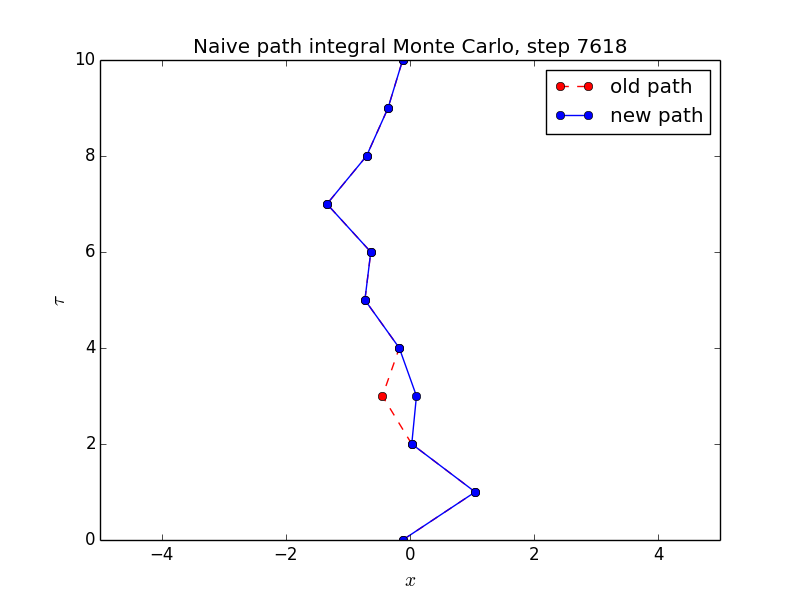 Naive path integral Monte Carlo, step 7618
10
8
6
4
2
0
τ
old path
new path
−4 −2 0 2 4
x